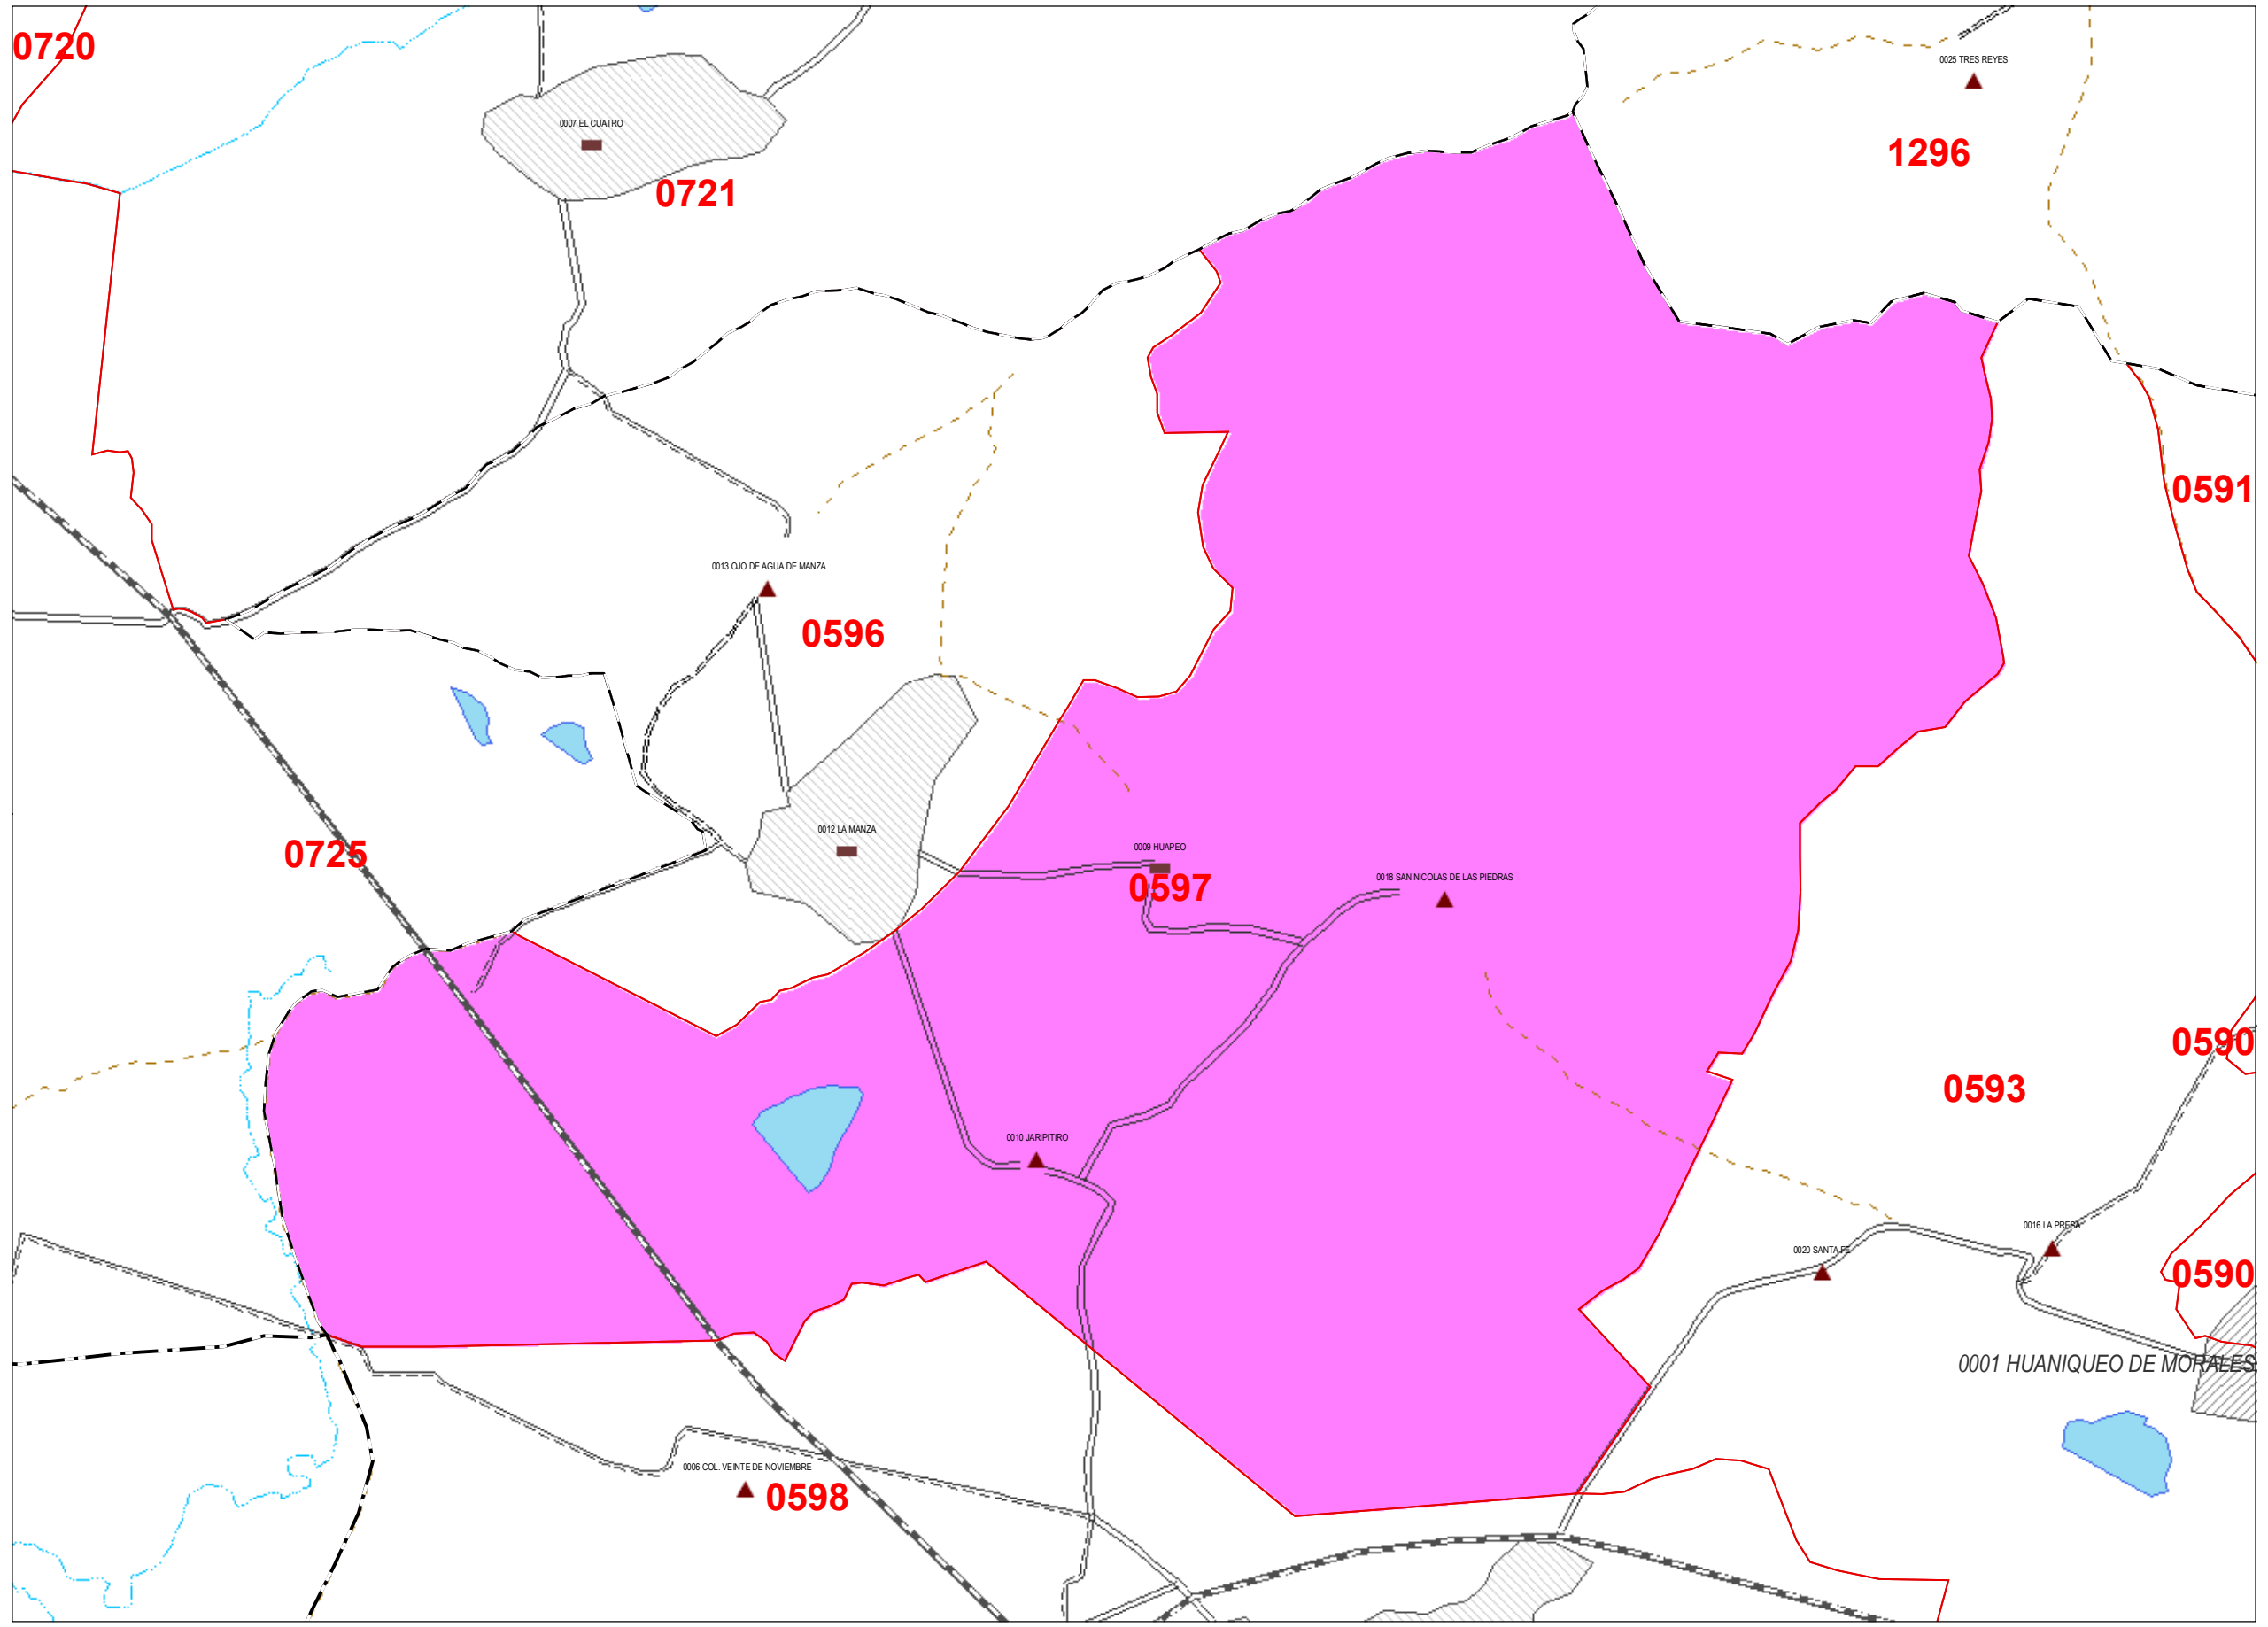 0720
0025 TRES REYES
0007 EL CUATRO
1296
0721
0591
0013 OJO DE AGUA DE MANZA
0596
0012 LA MANZA
0725
0009 HUAPEO
0597
0018 SAN NICOLAS DE LAS PIEDRAS
0590
0593
0010 JARIPITIRO
0016 LA PRESA
0020 SANTA FE
0590
0001 HUANIQUEO DE MORALES
0006 COL. VEINTE DE NOVIEMBRE
0598